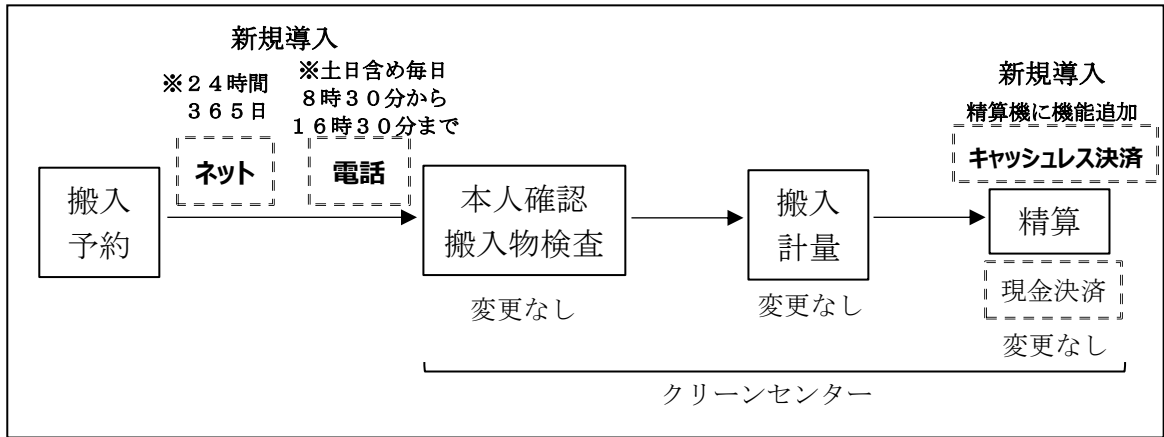 新規導入
※２４時間
３６５日
※土日含め毎日
8時３０分から
１６時３０分まで
ネット
電話
搬入
予約
本人確認
搬入物検査
変更なし
搬入
計量
変更なし
新規導入
精算機に機能追加
キャッシュレス決済
精算
現金決済
変更なし
クリーンセンター